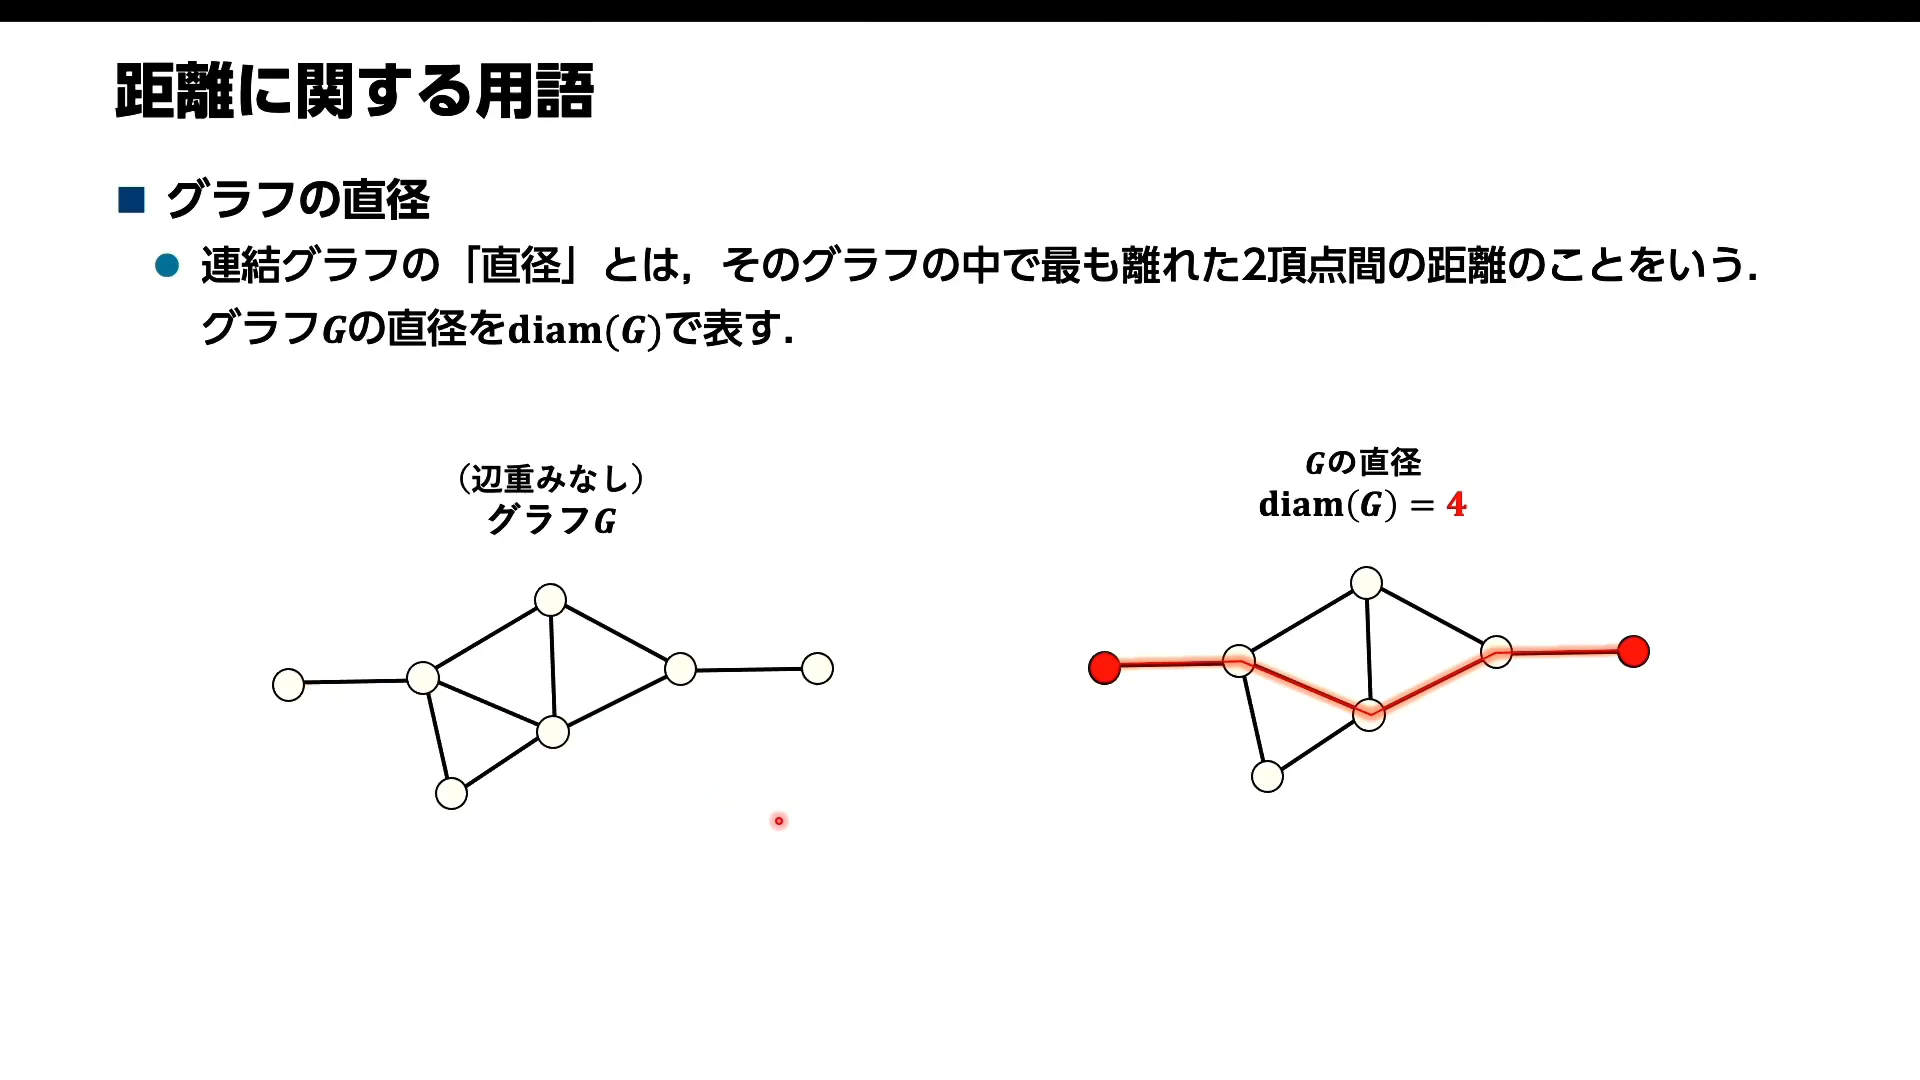 距離に関する用語
グラフの直径
連結グラフの「直径」とは，そのグラフの中で最も離れた2頂点間の距離のことをいう．
グラフGの直径をdiam(G)で表す．
（辺重みなし）
グラフG
Gの直径
diam(G) = 4